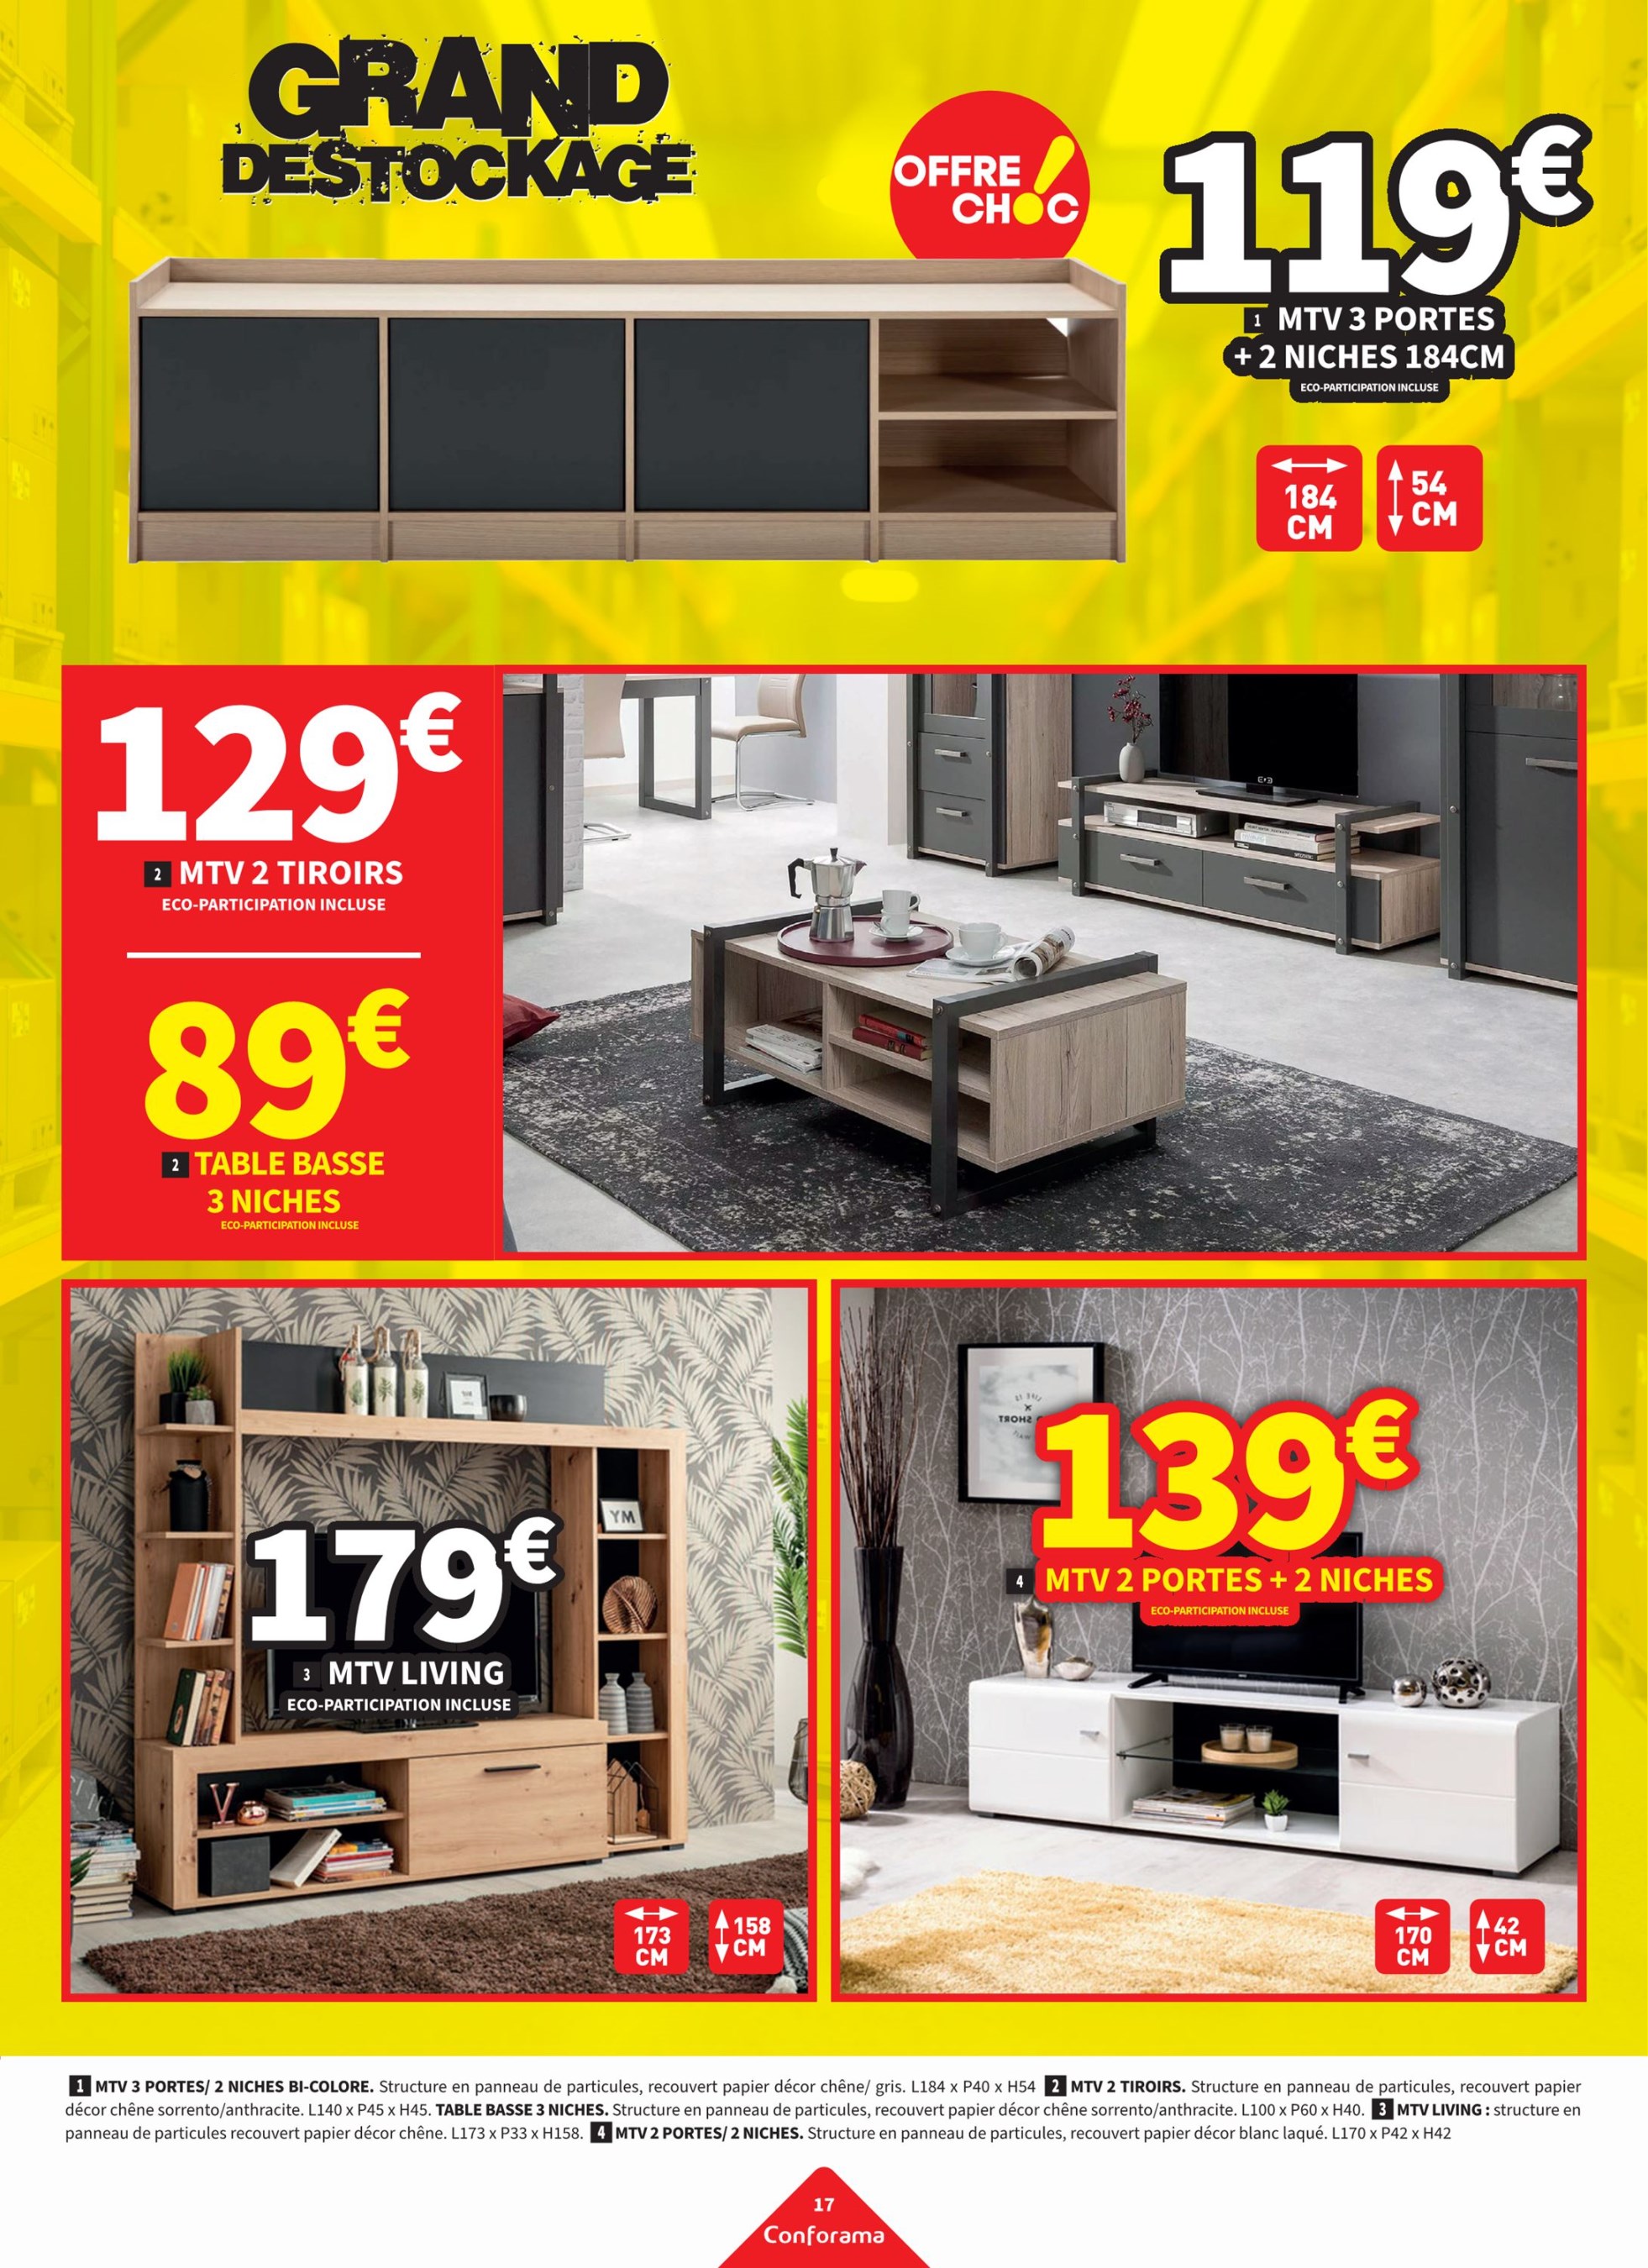 GRAND
DESTOCKAGE
OFFRE
CHOC
!
119€
1 MTV 3 PORTES
+ 2 NICHES 184CM
ECO-PARTICIPATION INCLUSE
184
CM
54
CM
129€
2 MTV 2 TIROIRS
ECO-PARTICIPATION INCLUSE
89€
2 TABLE BASSE
3 NICHES
ECO-PARTICIPATION INCLUSE
YM
179€
3 MTV LIVING
ECO-PARTICIPATION INCLUSE
V
173
CM
158
CM
139€
4 MTV 2 PORTES + 2 NICHES
ECO-PARTICIPATION INCLUSE
170
CM
42
CM
1 MTV 3 PORTES/ 2 NICHES BI-COLORE. Structure en panneau de particules, recouvert papier décor chêne/ gris. L184 x P40 x H54 2 MTV 2 TIROIRS. Structure en panneau de particules, recouvert papier
décor chêne sorrento/anthracite. L140 x P45 x H45. TABLE BASSE 3 NICHES. Structure en panneau de particules, recouvert papier décor chêne sorrento/anthracite. L100 x P60 x H40. 3 MTV LIVING : structure en
panneau de particules recouvert papier décor chêne. L173 x P33 x H158. 4 MTV 2 PORTES/ 2 NICHES. Structure en panneau de particules, recouvert papier décor blanc laqué. L170 x P42 x H42
17
Conforama